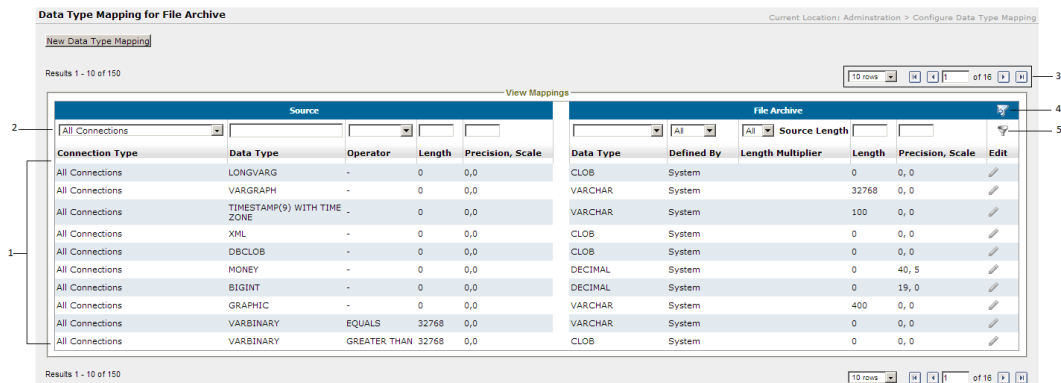 Data Type Mapping for File Archive
Current Location: Adminstration > Configure Data Type Mapping
New Data Type Mapping
Results 1 - 10 of 150
10 rows 1 of 16
3
View Mappings
Source File Archive
4
2
All Connections All All Source Length
5
Connection Type Data Type Operator Length Precision, Scale Data Type Defined By Length Multiplier Length Precision, Scale Edit
All Connections LONGVARG - 0 0,0 CLOB System 0 0, 0
All Connections VARGRAPH - 0 0,0 VARCHAR System 32768 0, 0
All Connections TIMESTAMP(9) WITH TIME ZONE - 0 0,0 VARCHAR System 100 0, 0
All Connections XML - 0 0,0 CLOB System 0 0, 0
1
All Connections DBCLOB - 0 0,0 CLOB System 0 0, 0
All Connections MONEY - 0 0,0 DECIMAL System 0 40, 5
All Connections BIGINT - 0 0,0 DECIMAL System 0 19, 0
All Connections GRAPHIC - 0 0,0 VARCHAR System 400 0, 0
All Connections VARBINARY EQUALS 32768 0,0 VARCHAR System 0 0, 0
All Connections VARBINARY GREATER THAN 32768 0,0 CLOB System 0 0, 0
Results 1 - 10 of 150
10 rows 1 of 16